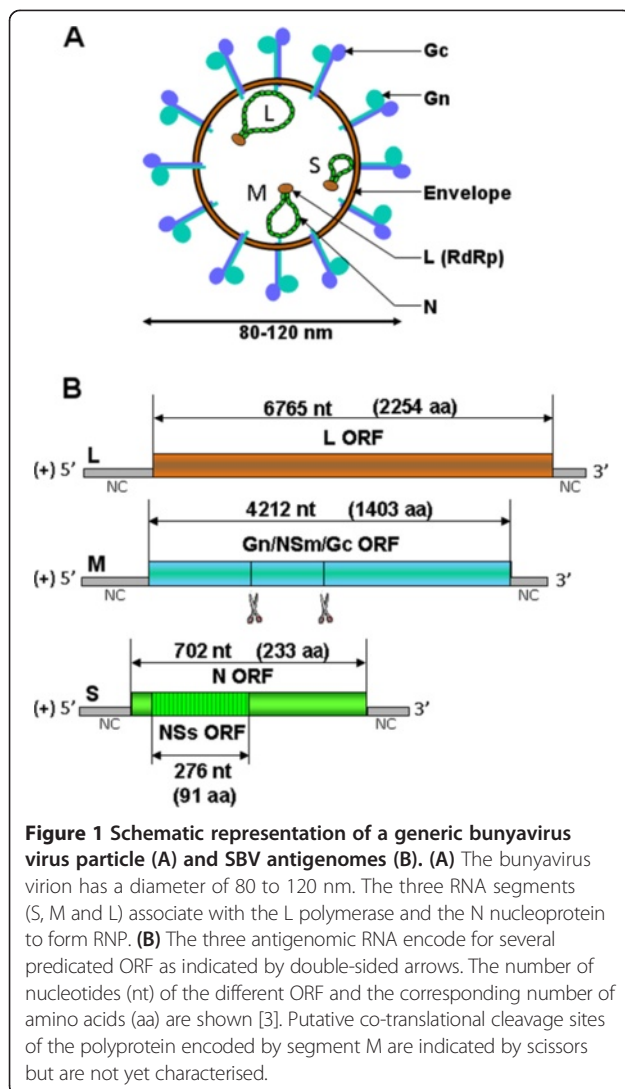 A
Gc
Gn
L
S
Envelope
M
L (RdRp)
N
80-120 nm
B
6765 nt (2254 aa)
L ORF
L
(+) 5′ 3′
NC NC
4212 nt (1403 aa)
Gn/NSm/Gc ORF
M
(+) 5′ 3′
NC NC
702 nt (233 aa)
N ORF
S
(+) 5′ 3′
NC NC
NSs ORF
276 nt
(91 aa)
Figure 1 Schematic representation of a generic bunyavirus
virus particle (A) and SBV antigenomes (B). (A) The bunyavirus
virion has a diameter of 80 to 120 nm. The three RNA segments
(S, M and L) associate with the L polymerase and the N nucleoprotein
to form RNP. (B) The three antigenomic RNA encode for several
predicated ORF as indicated by double-sided arrows. The number of
nucleotides (nt) of the different ORF and the corresponding number of
amino acids (aa) are shown [3]. Putative co-translational cleavage sites
of the polyprotein encoded by segment M are indicated by scissors
but are not yet characterised.